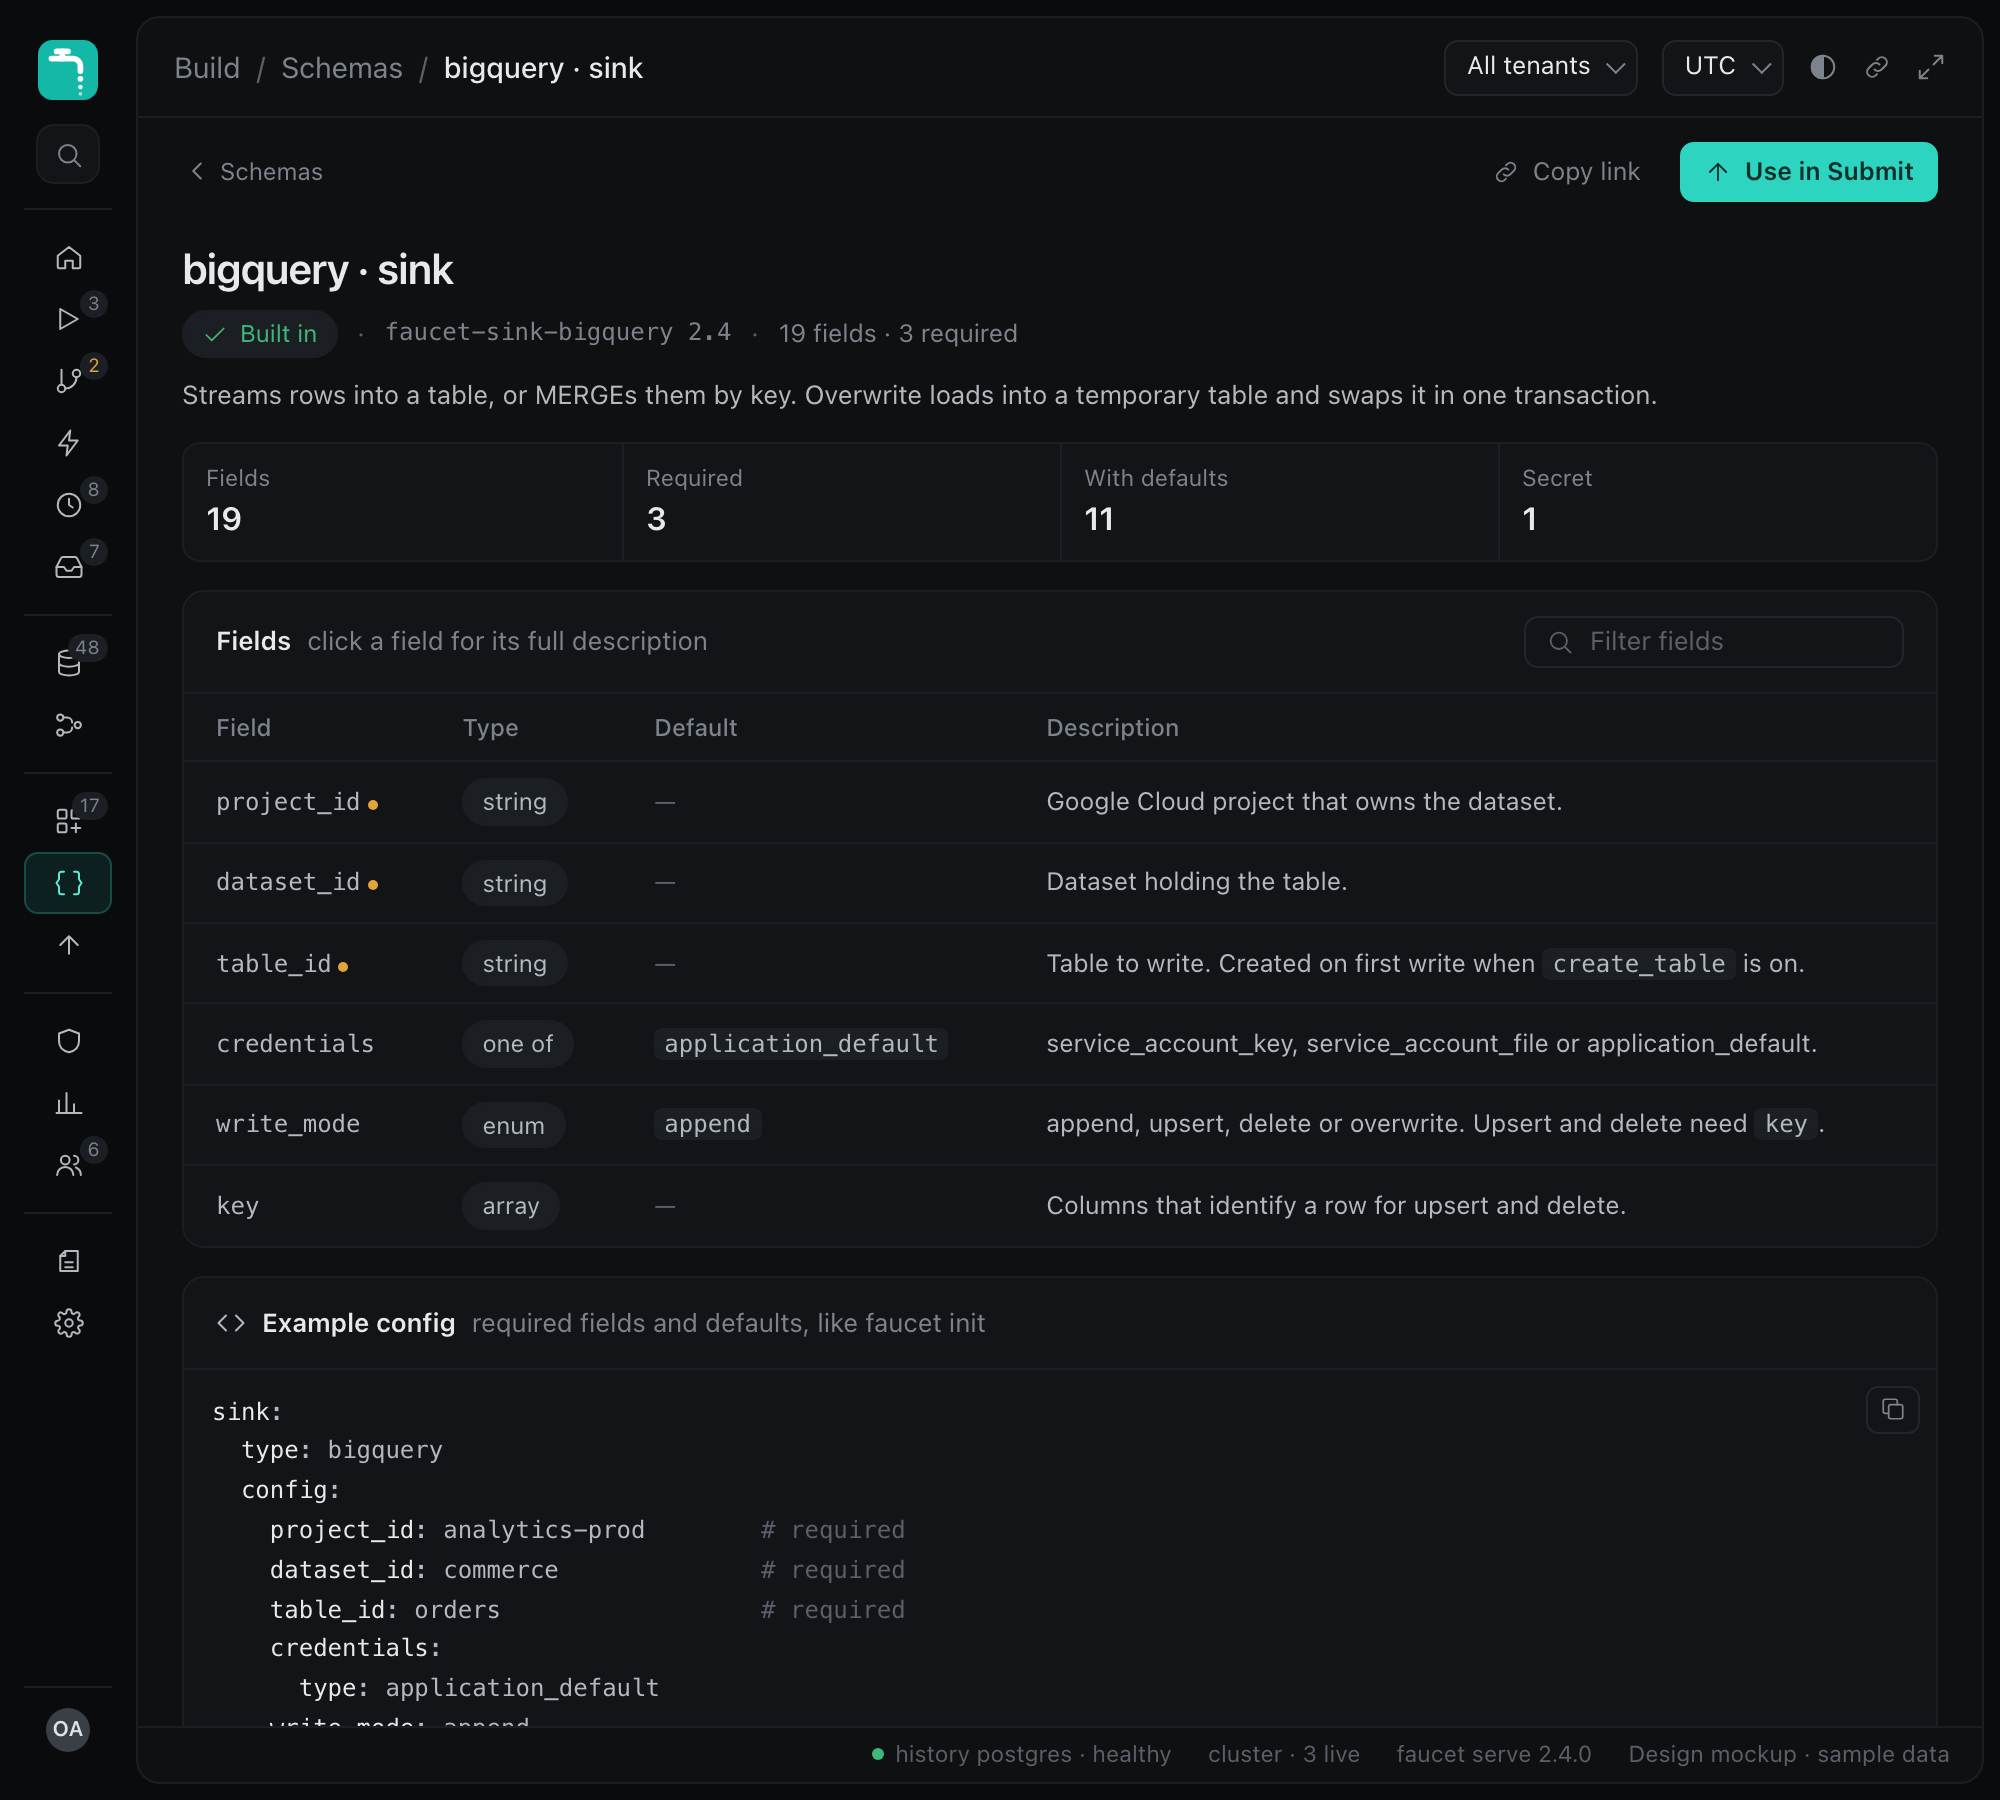 Build / Schemas / bigquery · sink
All tenants
UTC
Schemas
Copy link
Use in Submit
bigquery · sink
Built in · faucet-sink-bigquery 2.4 · 19 fields · 3 required
Streams rows into a table, or MERGEs them by key. Overwrite loads into a temporary table and swaps it in one transaction.
Fields
19
Required
3
With defaults
11
Secret
1
Fields click a field for its full description
Filter fields
Field Type Default Description
project_id string — Google Cloud project that owns the dataset.
dataset_id string — Dataset holding the table.
table_id string — Table to write. Created on first write when create_table is on.
credentials one of application_default service_account_key, service_account_file or application_default.
write_mode enum append append, upsert, delete or overwrite. Upsert and delete need key.
key array — Columns that identify a row for upsert and delete.
<> Example config required fields and defaults, like faucet init
sink:
type: bigquery
config:
project_id: analytics-prod # required
dataset_id: commerce # required
table_id: orders # required
credentials:
type: application_default
write_mode: append
3
2
8
7
48
17
6
OA
history postgres · healthy
cluster · 3 live
faucet serve 2.4.0
Design mockup · sample data